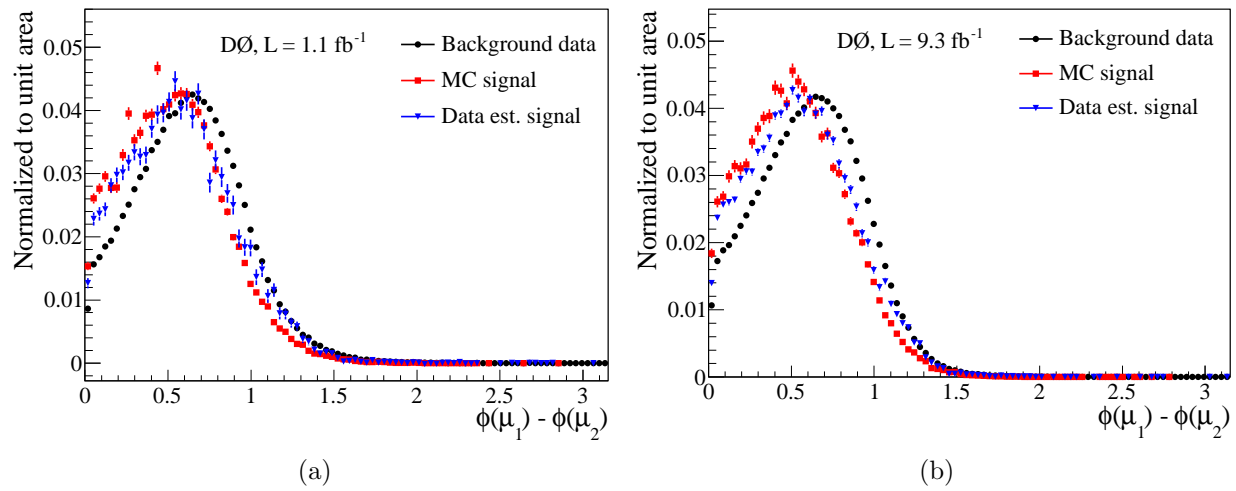 Normalized to unit area
0.05
0.04
0.03
0.02
0.01
0
DØ, L = 1.1 fb⁻¹
Background data
MC signal
Data est. signal
0 0.5 1 1.5 2 2.5 3
ϕ(μ₁) - ϕ(μ₂)
(a)
Normalized to unit area
0.05
0.04
0.03
0.02
0.01
0
DØ, L = 9.3 fb⁻¹
Background data
MC signal
Data est. signal
0 0.5 1 1.5 2 2.5 3
ϕ(μ₁) - ϕ(μ₂)
(b)